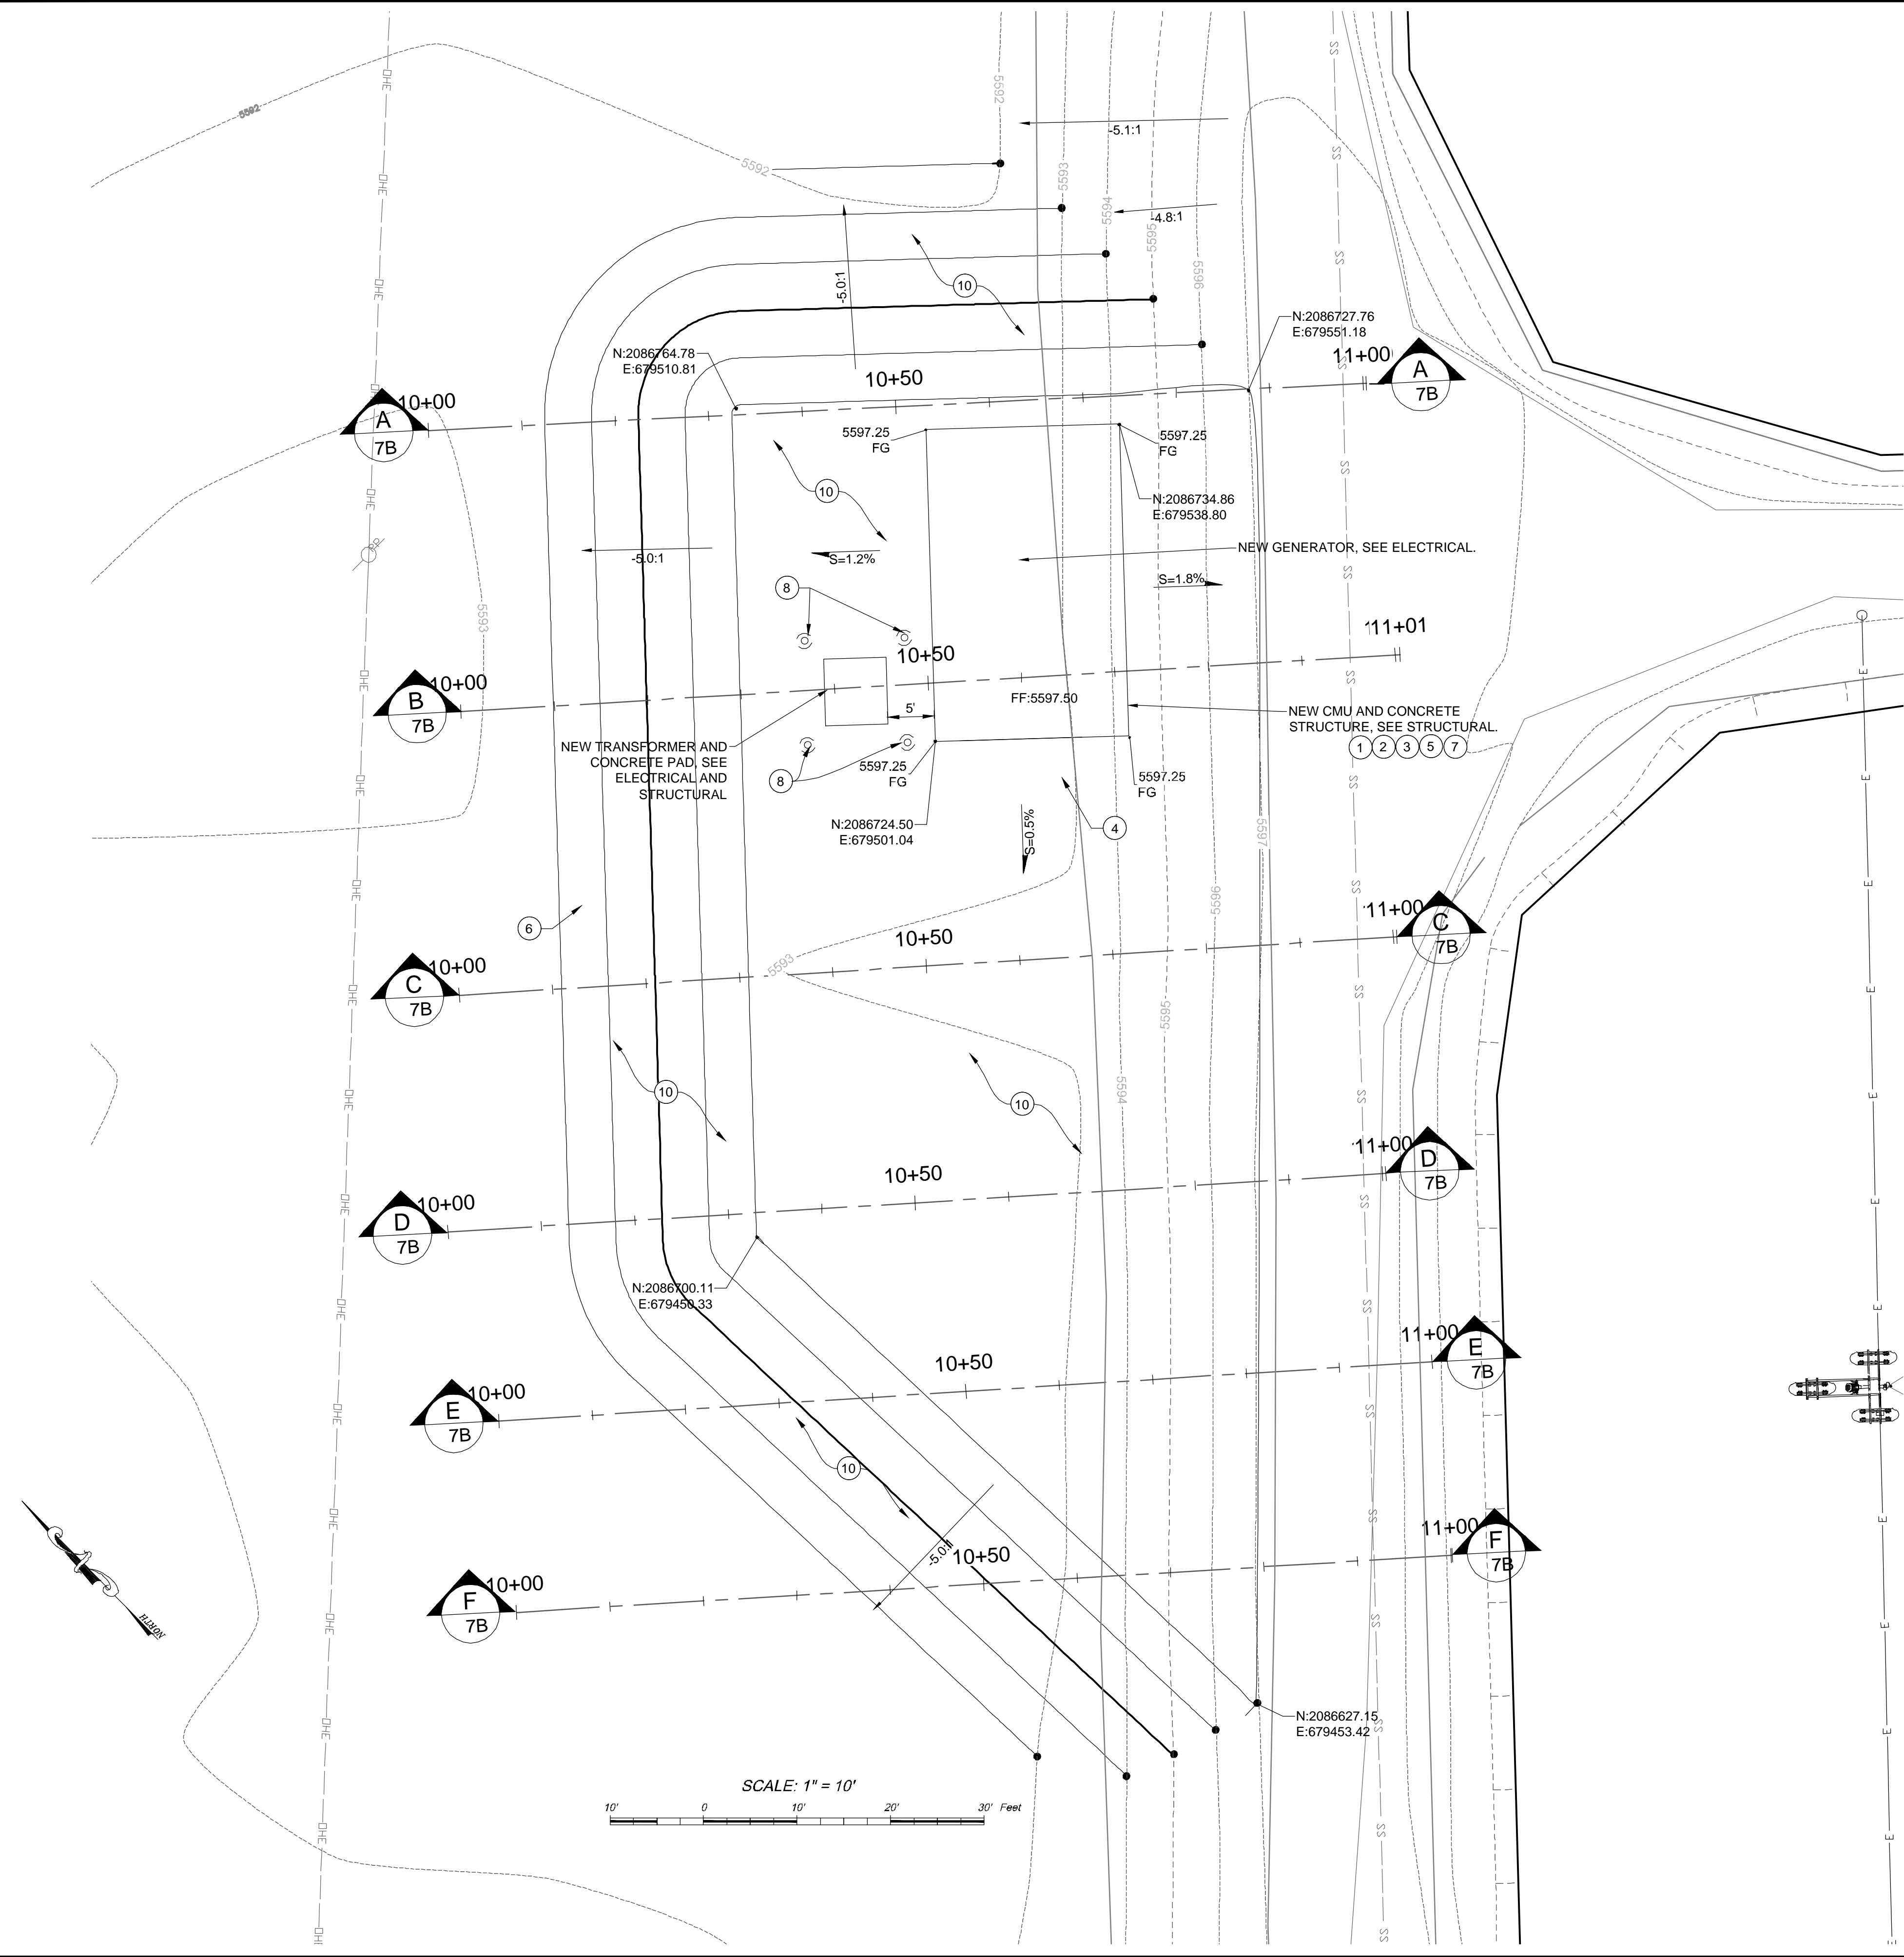 5592
5592
5592
-5.1:1
5593
5594
-4.8:1
5595
5596
-5.0:1
10
N:2086727.76
E:679551.18
N:2086764.78
E:679510.81
11+00
10+50
10+00
A
7B
A
7B
5597.25
FG
5597.25
FG
10
N:2086734.86
E:679538.80
PP
-5.0:1
S=1.2%
NEW GENERATOR, SEE ELECTRICAL.
S=1.8%
8
5593
11+01
10+50
10+00
B
7B
FF:5597.50
5'
NEW CMU AND CONCRETE
STRUCTURE, SEE STRUCTURAL.
1 2 3 5 7
NEW TRANSFORMER AND
CONCRETE PAD, SEE
ELECTRICAL AND
STRUCTURAL
8
5597.25
FG
5597.25
FG
N:2086724.50
E:679501.04
S=0.5%
4
5597
5596
6
11+00
10+50
10+00
C
7B
C
7B
5593
5595
5594
10
10
11+00
10+50
10+00
D
7B
D
7B
N:2086700.11
E:679450.33
11+00
10+50
10+00
E
7B
E
7B
10
-5.0:1
11+00
10+50
10+00
F
7B
F
7B
NORTH
N:2086627.15
E:679453.42
SCALE: 1" = 10'
10' 0 10' 20' 30' Feet
OHE
SS
E